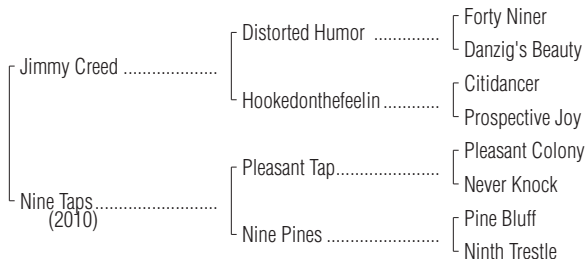 Forty Niner
Distorted Humor ..............
Danzig's Beauty
Jimmy Creed .....................
Citidancer
Hookedonthefeelin............
Prospective Joy
Pleasant Colony
Pleasant Tap......................
Never Knock
Nine Taps...........................
(2010)
Pine Bluff
Nine Pines ........................
Ninth Trestle